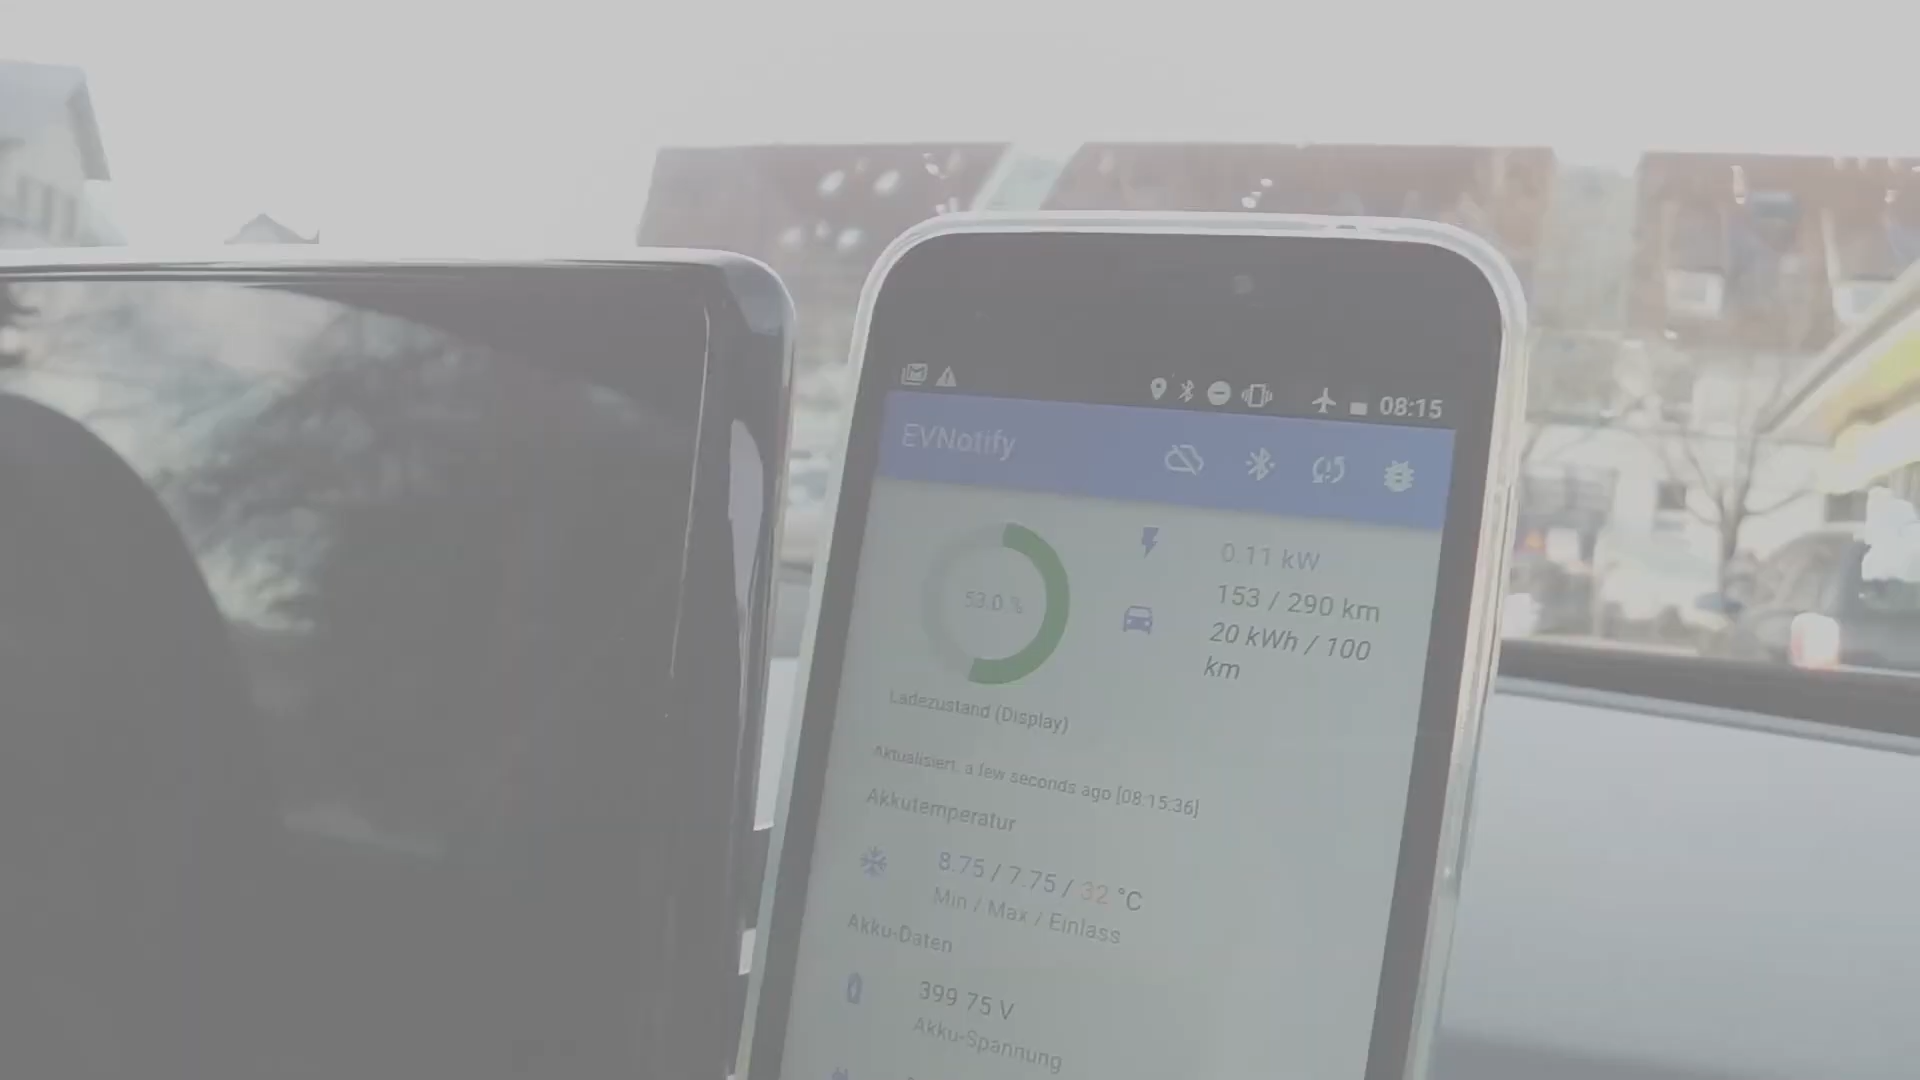 08:15
EVNotify
53.0 %
0.11 kW
153 / 290 km
20 kWh / 100
km
Ladezustand (Display)
Aktualisiert: a few seconds ago [08:15:36]
Akkutemperatur
8.75 / 7.75 / 32 °C
Min / Max / Einlass
Akku-Daten
399 75 V
Akku-Spannung